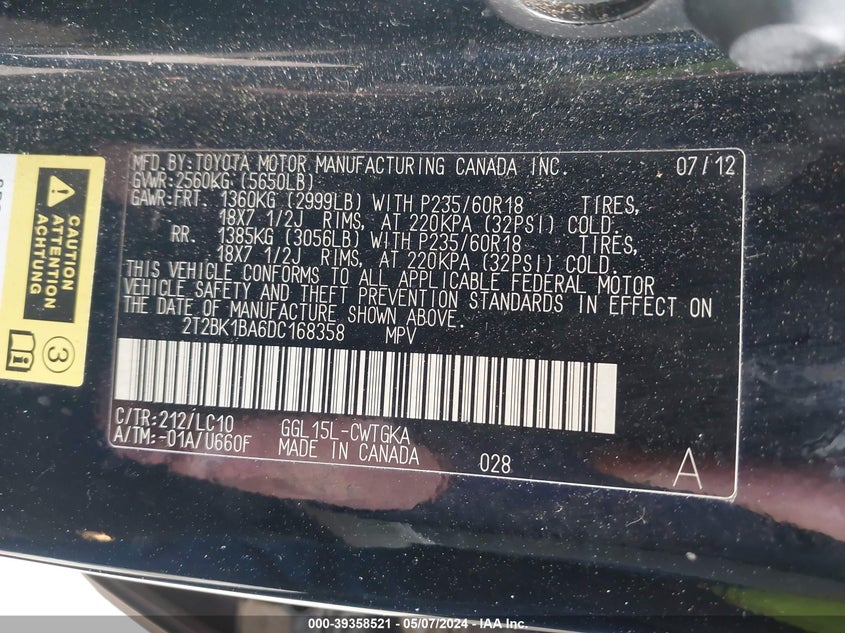 MFD.BY:TOYOTA MOTOR MANUFACTURING CANADA INC. 07/12
GVWR:2560KG (5650LB)
GAWR:FRT. 1360KG (2999LB) WITH P235/60R18 TIRES,
18X7 1/2J RIMS, AT 220KPA (32PSI) COLD.
RR. 1385KG (3056LB) WITH P235/60R18 TIRES,
18X7 1/2J RIMS, AT 220KPA (32PSI) COLD.
THIS VEHICLE CONFORMS TO ALL APPLICABLE FEDERAL MOTOR
VEHICLE SAFETY AND THEFT PREVENTION STANDARDS IN EFFECT ON
THE DATE OF MANUFACTURE SHOWN ABOVE.
2T2BK1BA6DC168358 MPV
C/TR:212/LC10 GGL15L-CWTGKA
A/TM:-01A/U660F MADE IN CANADA 028 A
CAUTION
ATTENTION
ACHTUNG
3
000-39358521 - 05/07/2024 - IAA Inc.